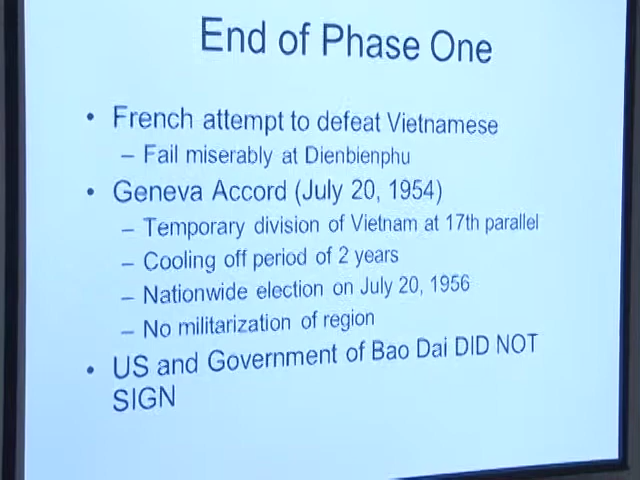 End of Phase One
• French attempt to defeat Vietnamese
– Fail miserably at Dienbienphu
• Geneva Accord (July 20, 1954)
– Temporary division of Vietnam at 17th parallel
– Cooling off period of 2 years
– Nationwide election on July 20, 1956
– No militarization of region
• US and Government of Bao Dai DID NOT
SIGN